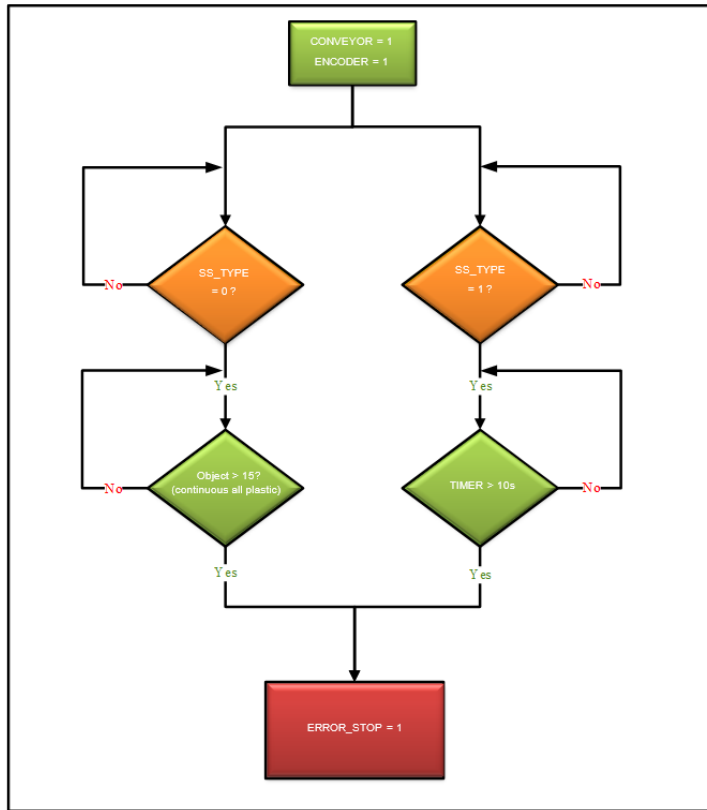 CONVEYOR = 1
ENCODER = 1
SS_TYPE
= 0 ?
No
SS_TYPE
= 1 ?
No
Yes
Yes
Object > 15?
(continuous all plastic)
No
TIMER > 10s
No
Yes
Yes
ERROR_STOP = 1